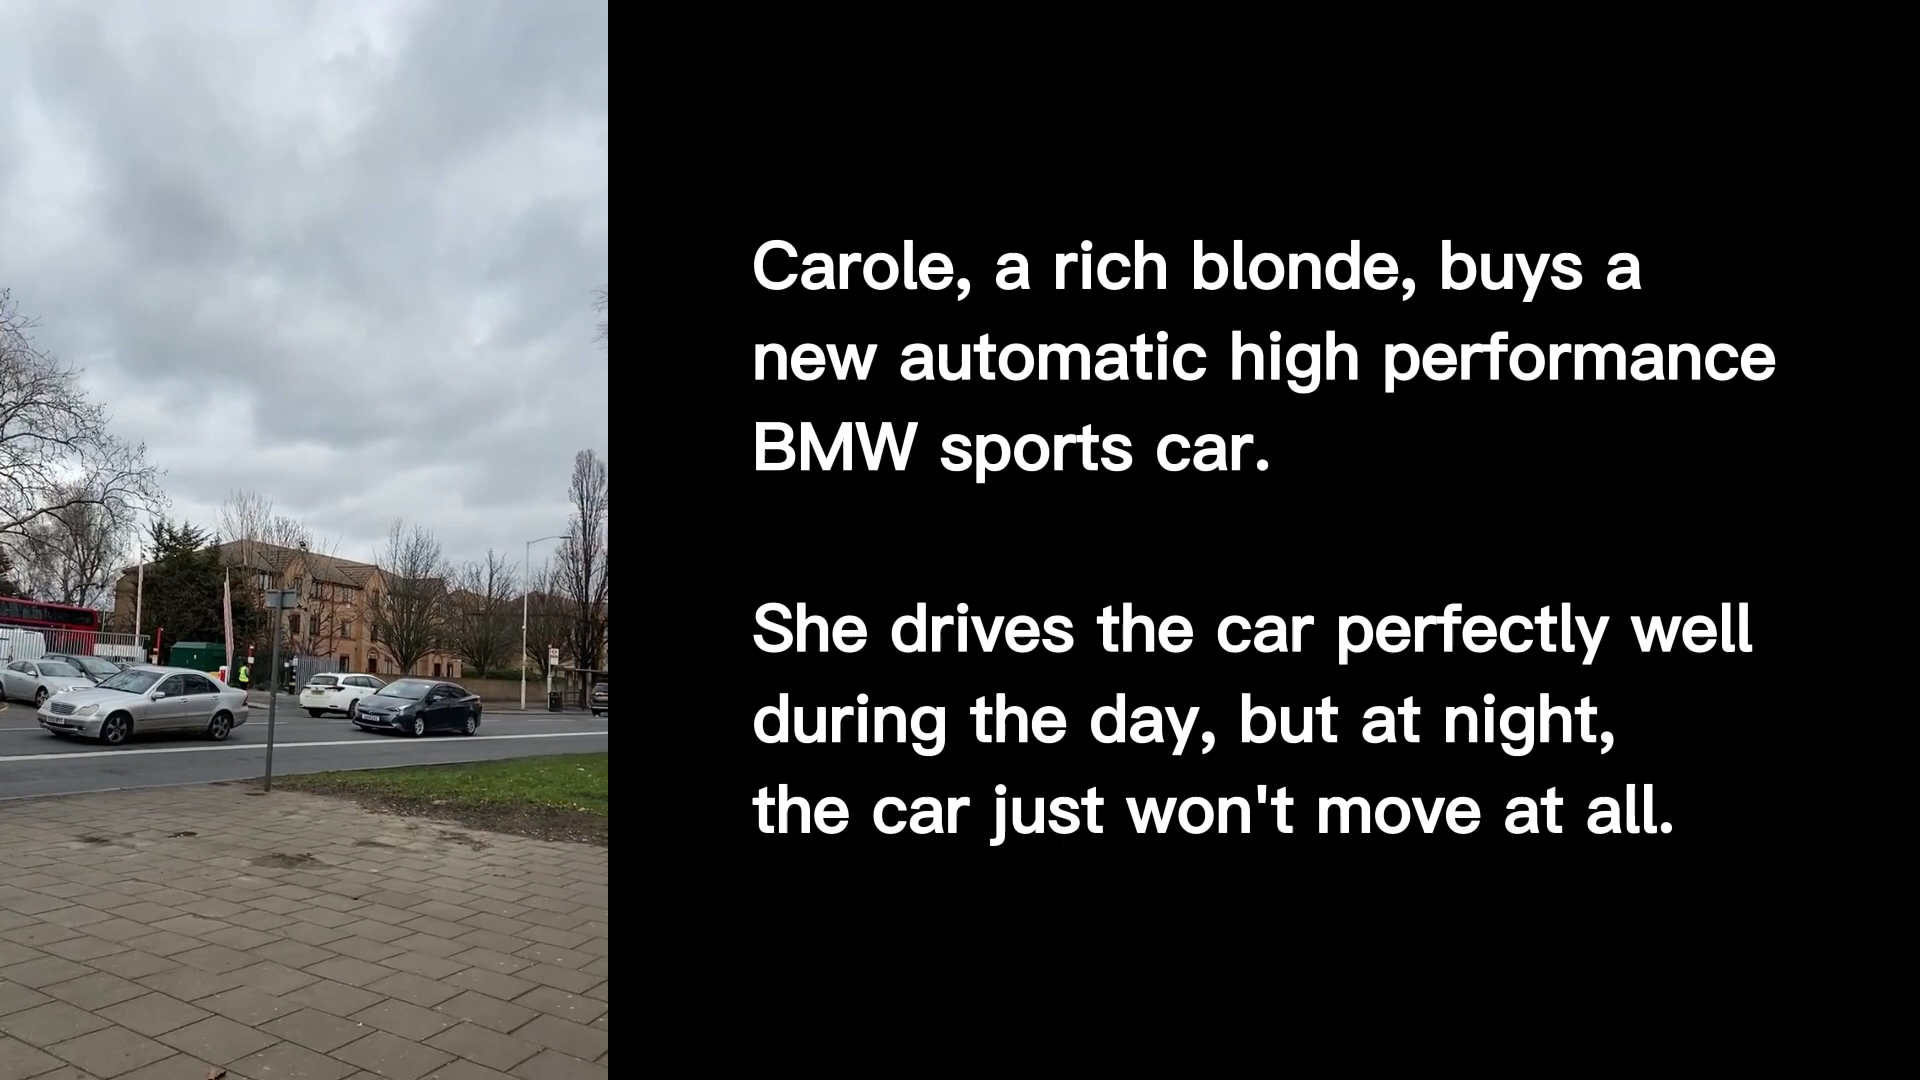 Carole, a rich blonde, buys a
new automatic high performance
BMW sports car.
She drives the car perfectly well
during the day, but at night,
the car just won't move at all.